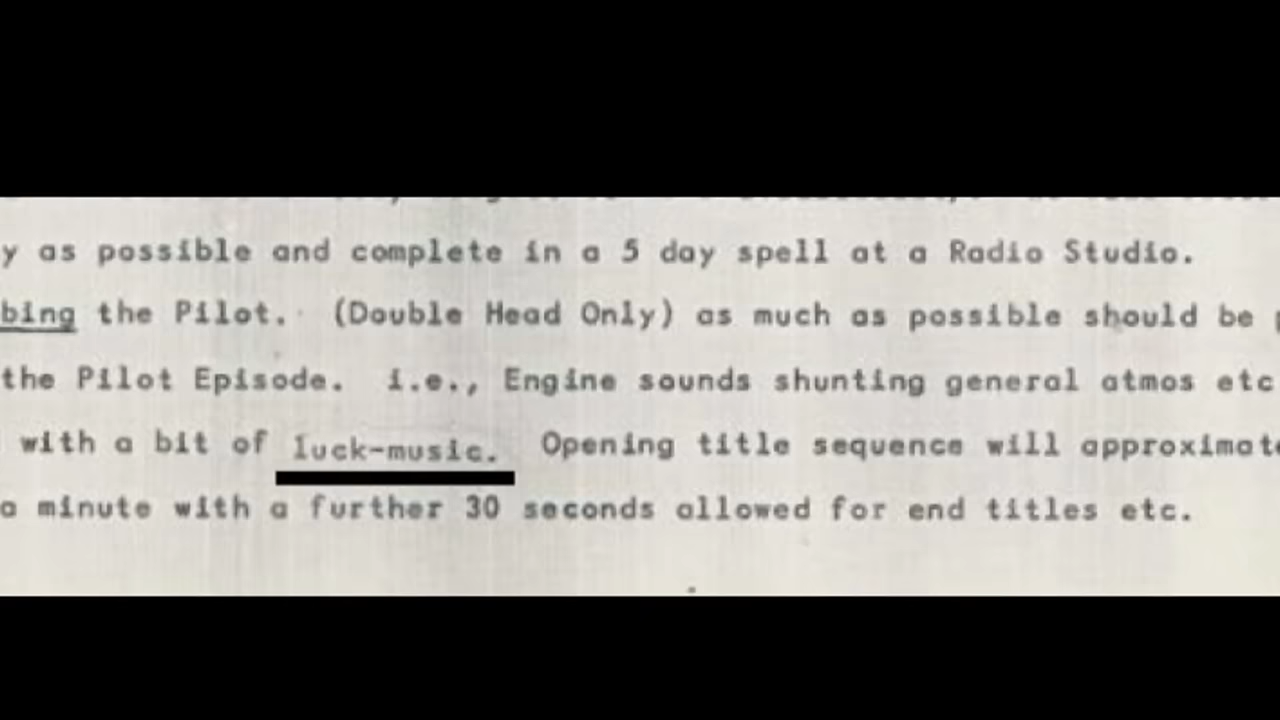 y as possible and complete in a 5 day spell at a Radio Studio.
bing the Pilot. (Double Head Only) as much as possible should be
the Pilot Episode. i.e., Engine sounds shunting general atmos etc
with a bit of luck-music. Opening title sequence will approximate
a minute with a further 30 seconds allowed for end titles etc.